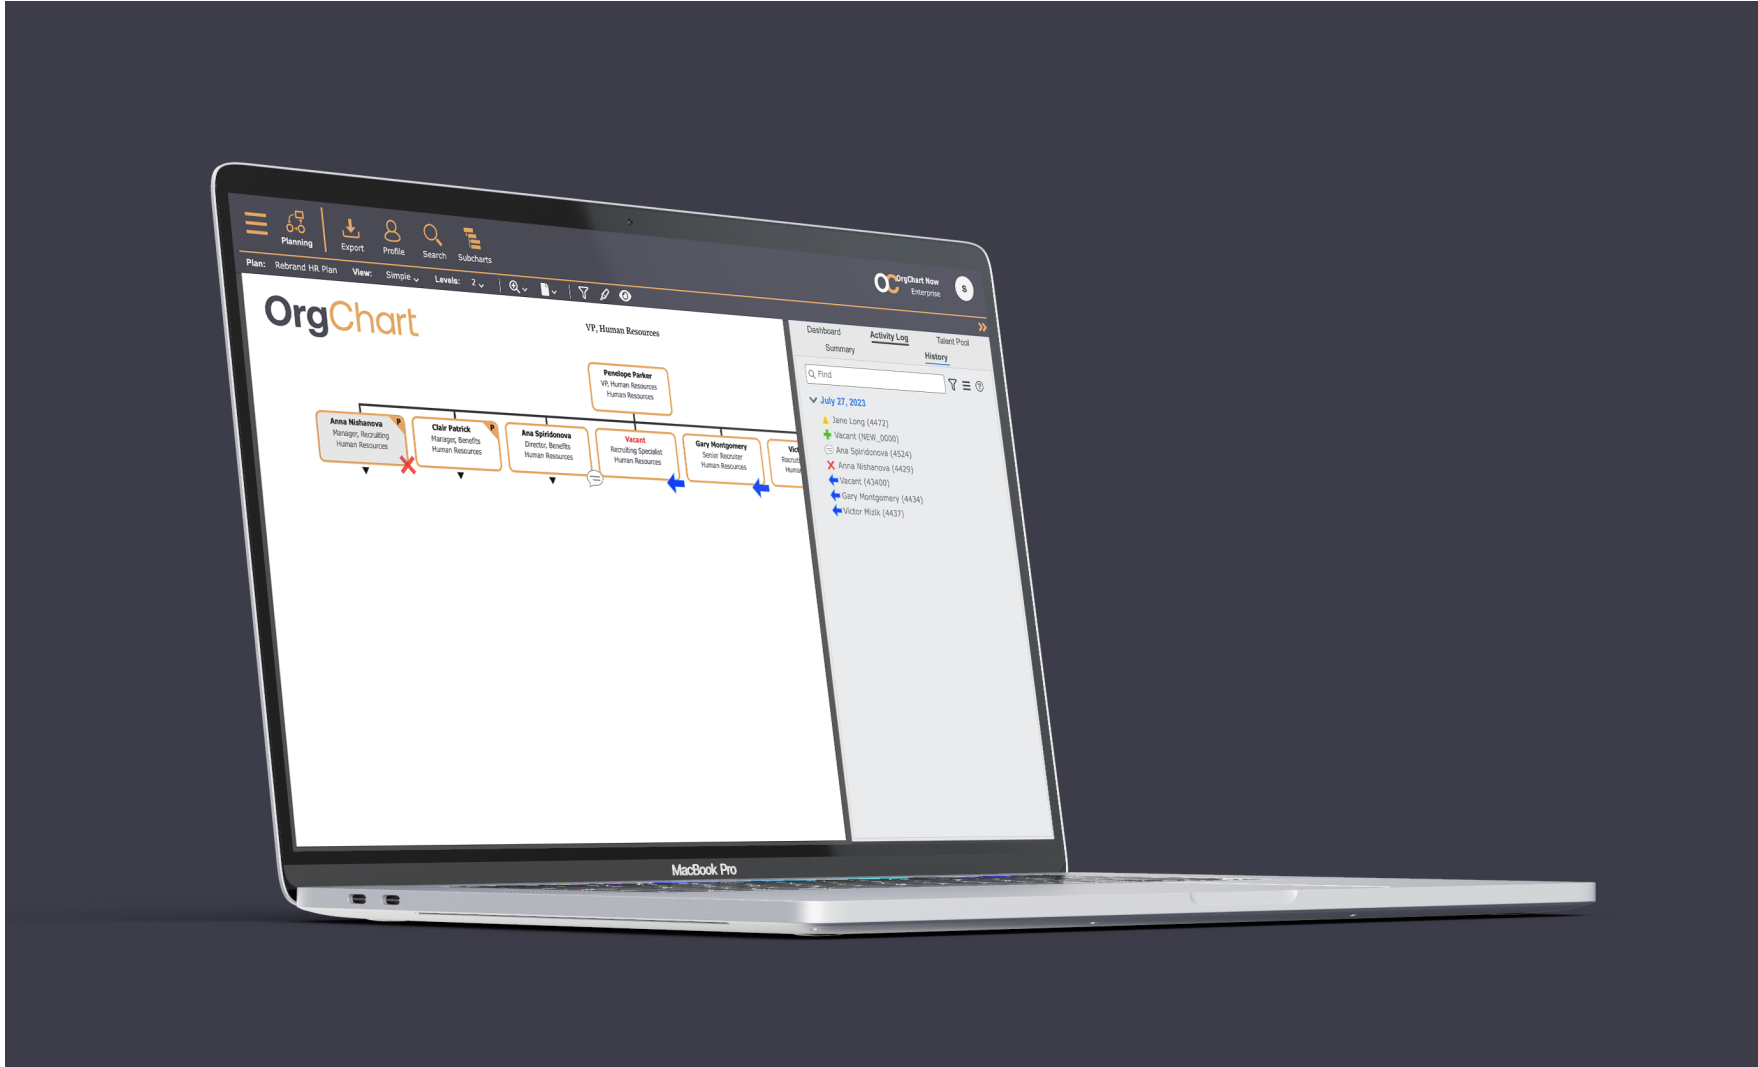 Planning
Export
Profile
Search
Subcharts
OC OrgChart Now
Enterprise
S
Plan: Rebrand HR Plan View: Simple Levels: 2
OrgChart
VP, Human Resources
Penelope Parker
VP, Human Resources
Human Resources
Anna Nishanova
P
Manager, Recruiting
Human Resources
Clair Patrick
P
Manager, Benefits
Human Resources
Ana Spiridonova
Director, Benefits
Human Resources
Vacant
Recruiting Specialist
Human Resources
Gary Montgomery
Senior Recruiter
Human Resources
Dashboard
Activity Log
Talent Pool
Summary
History
Find
July 27, 2023
Jane Long (4472)
Vacant (NEW_0000)
Ana Spiridonova (4524)
Anna Nishanova (4429)
Vacant (43400)
Gary Montgomery (4434)
Victor Mizik (4437)
MacBook Pro